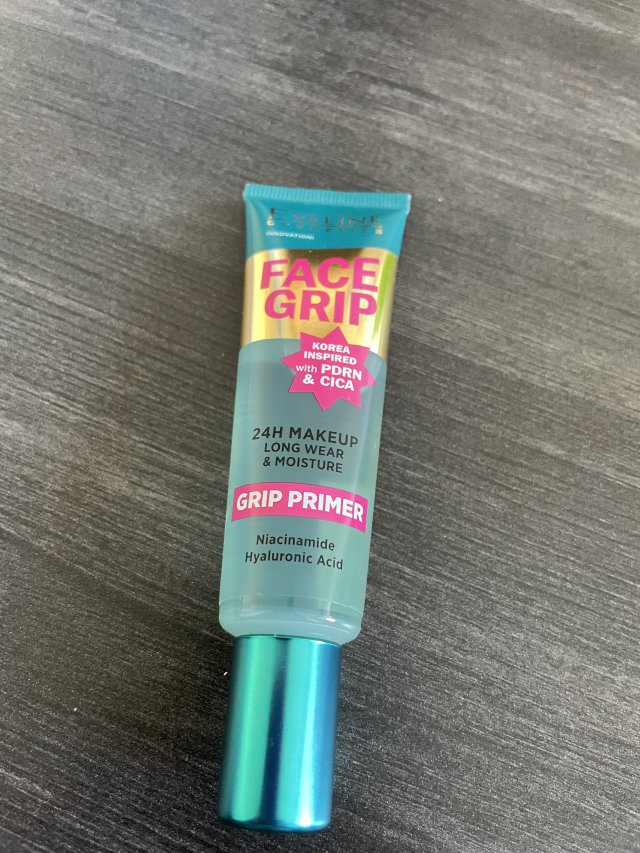 EVELINE
COSMETICS
INNOVATION!
FACE
GRIP
KOREA
INSPIRED
with PDRN
& CICA
24H MAKEUP
LONG WEAR
& MOISTURE
GRIP PRIMER
Niacinamide
Hyaluronic Acid